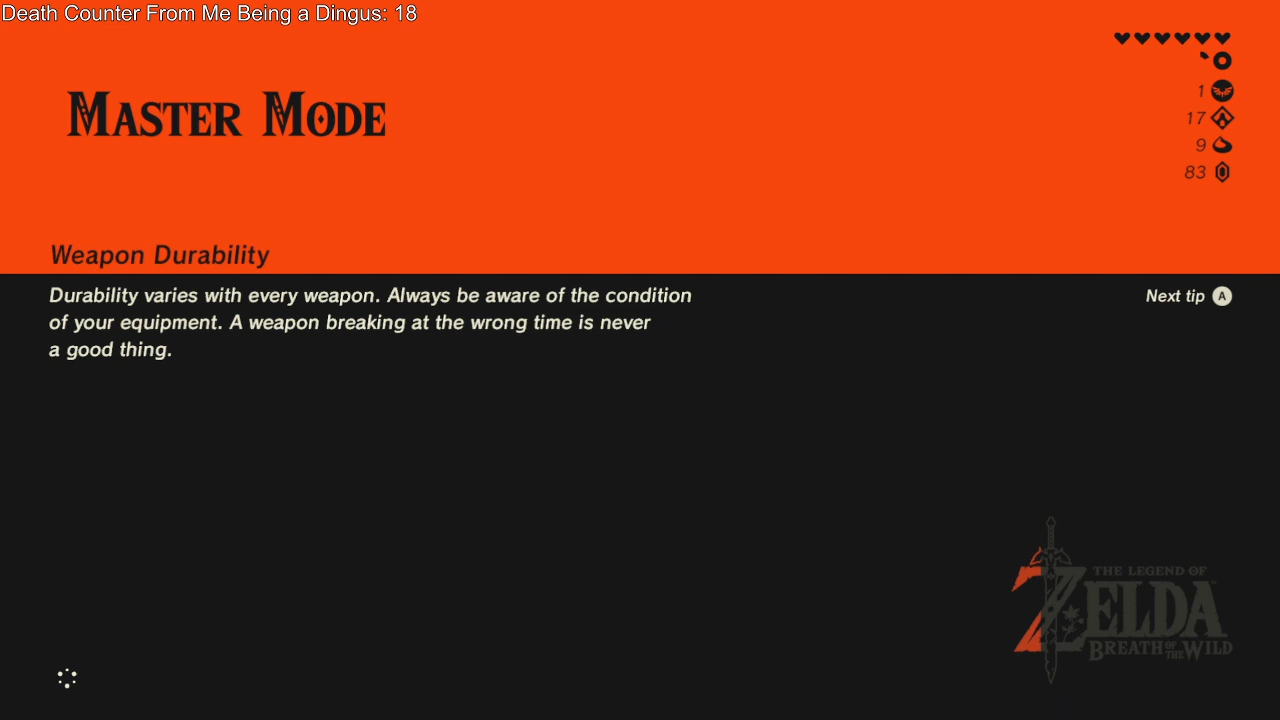 Death Counter From Me Being a Dingus: 18
MASTER MODE
1
17
9
83
Weapon Durability
Durability varies with every weapon. Always be aware of the condition
of your equipment. A weapon breaking at the wrong time is never
a good thing.
Next tip A
THE LEGEND OF
ZELDA
BREATH OF THE WILD